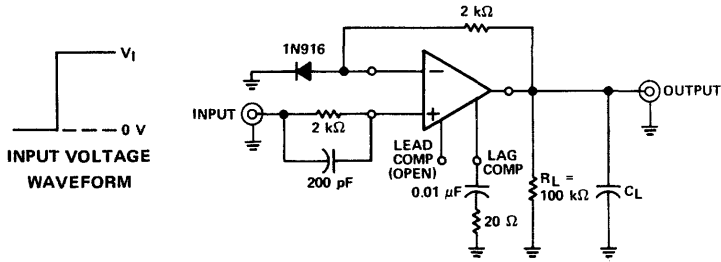 V₁
0 V
INPUT VOLTAGE
WAVEFORM
2 kΩ
1N916
−
+
INPUT
2 kΩ
200 pF
LEAD
COMP
(OPEN)
LAG
COMP
0.01 μF
20 Ω
OUTPUT
R_L =
100 kΩ
C_L